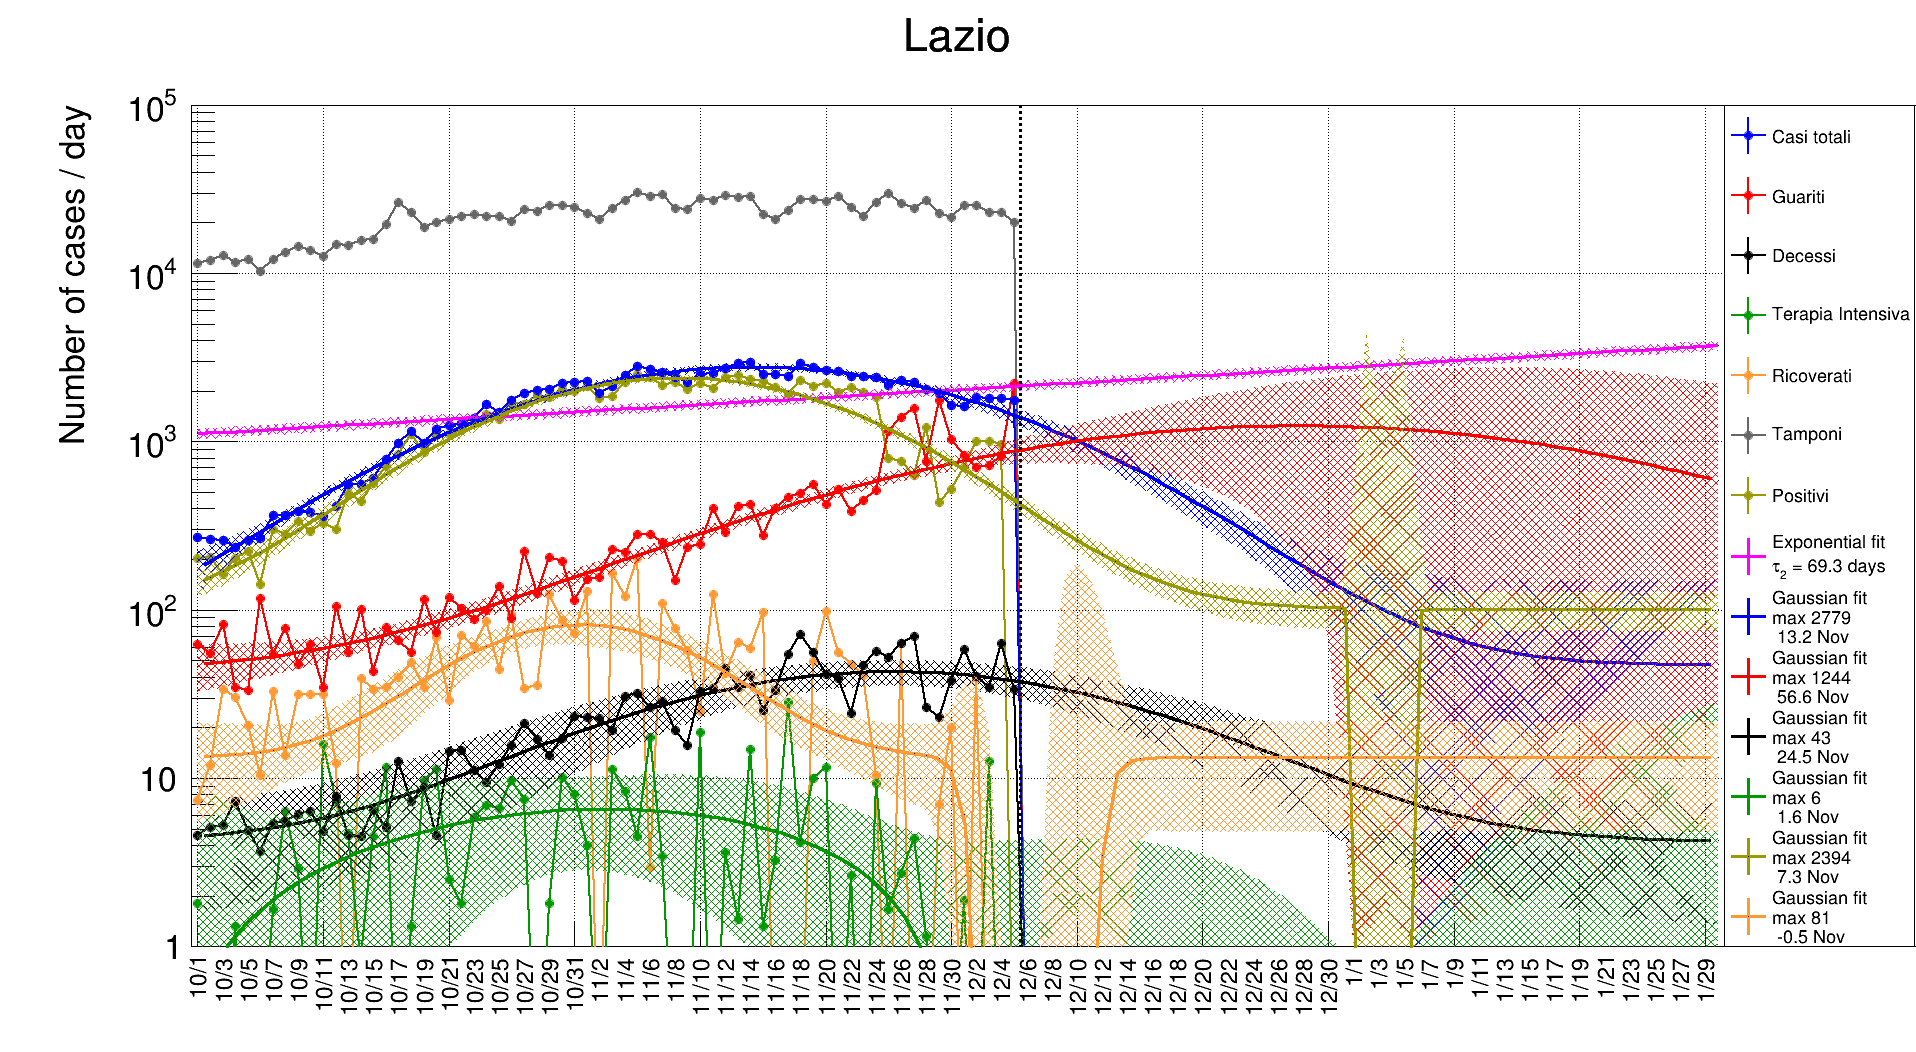 Lazio
Number of cases / day
10^5
10^4
10^3
10^2
10
1
10/1 10/3 10/5 10/7 10/9 10/11 10/13 10/15 10/17 10/19 10/21 10/23 10/25 10/27 10/29 10/31 11/2 11/4 11/6 11/8 11/10 11/12 11/14 11/16 11/18 11/20 11/22 11/24 11/26 11/28 11/30 12/2 12/4 12/6 12/8 12/10 12/12 12/14 12/16 12/18 12/20 12/22 12/24 12/26 12/28 12/30 1/1 1/3 1/5 1/7 1/9 1/11 1/13 1/15 1/17 1/19 1/21 1/23 1/25 1/27 1/29
Casi totali
Guariti
Decessi
Terapia Intensiva
Ricoverati
Tamponi
Positivi
Exponential fit
τ₂ = 69.3 days
Gaussian fit
max 2779
13.2 Nov
Gaussian fit
max 1244
56.6 Nov
Gaussian fit
max 43
24.5 Nov
Gaussian fit
max 6
1.6 Nov
Gaussian fit
max 2394
7.3 Nov
Gaussian fit
max 81
-0.5 Nov